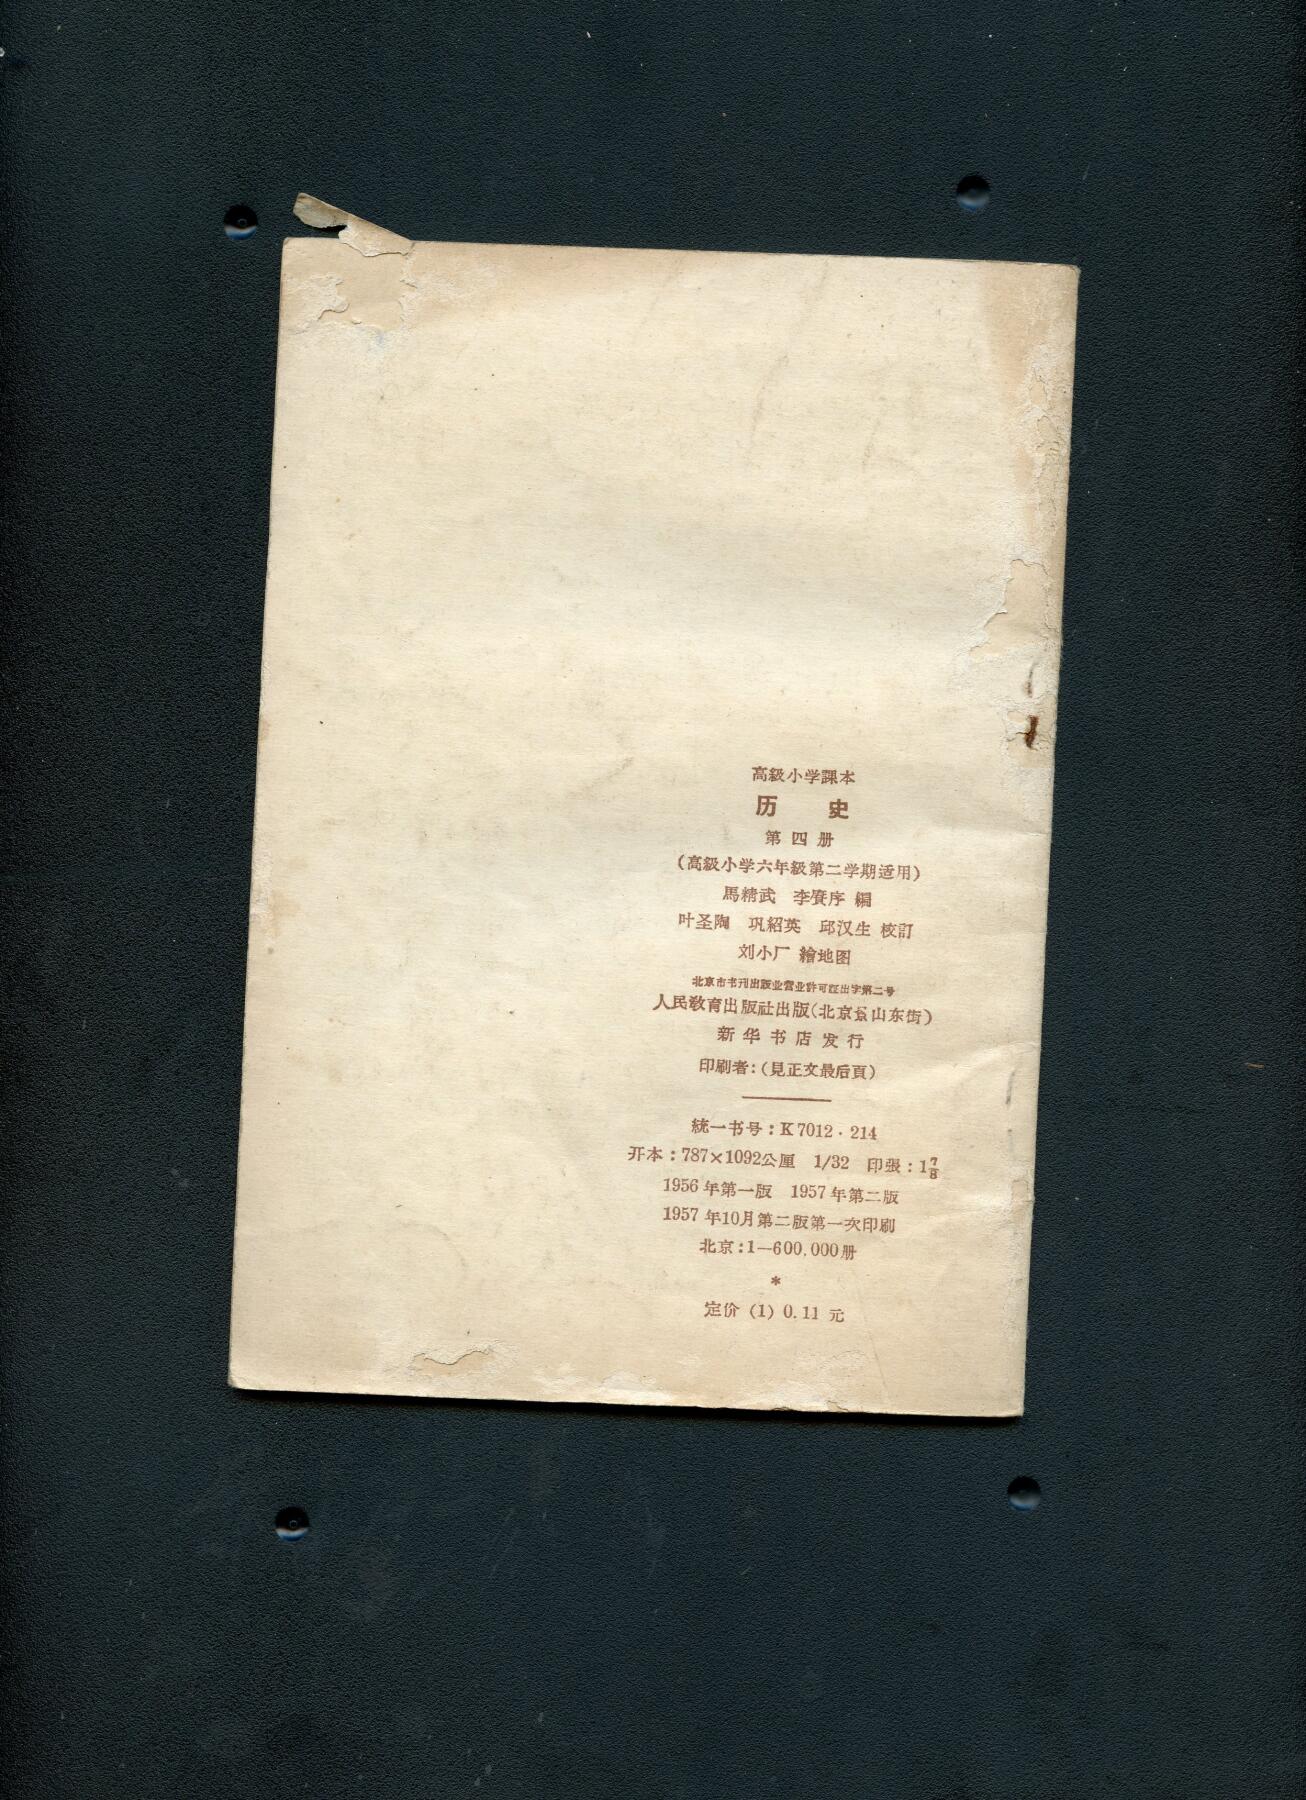 高級小学課本
历 史
第四册
(高級小学六年級第二学期适用)
馬精武 李賡序 編
叶圣陶 巩紹英 邱汉生 校訂
刘小厂 繪地图
北京市书刊出版业营业許可証出字第二号
人民敎育出版社出版(北京景山东街)
新华书店发行
印刷者:(見正文最后頁)
統一书号:K7012·214
开本:787×1092公厘 1/32 印張:1⅞
1956年第一版 1957年第二版
1957年10月第二版第一次印刷
北京:1—600,000册
*
定价(1) 0.11元